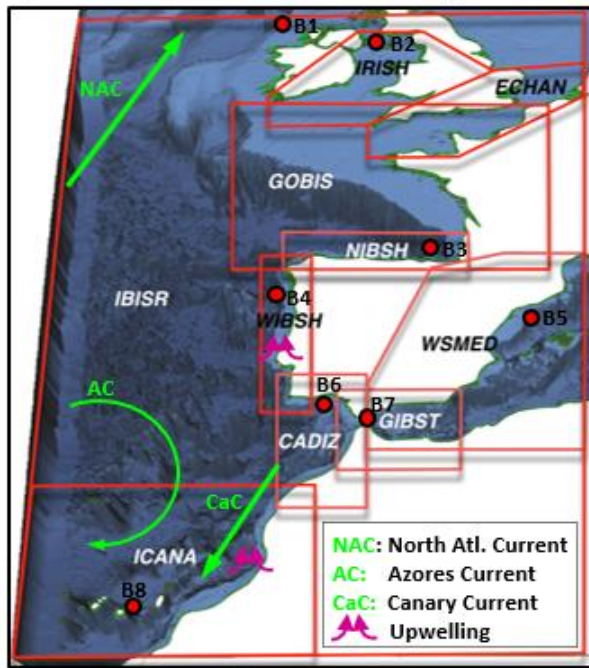 B1
B2
IRISH
NAC
ECHAN
GOBIS
NIBSH
B3
IBISR
B4
WIBSH
B5
WSMED
AC
B6
B7
GIBST
CADIZ
CaC
ICANA
B8
NAC: North Atl. Current
AC: Azores Current
CaC: Canary Current
Upwelling